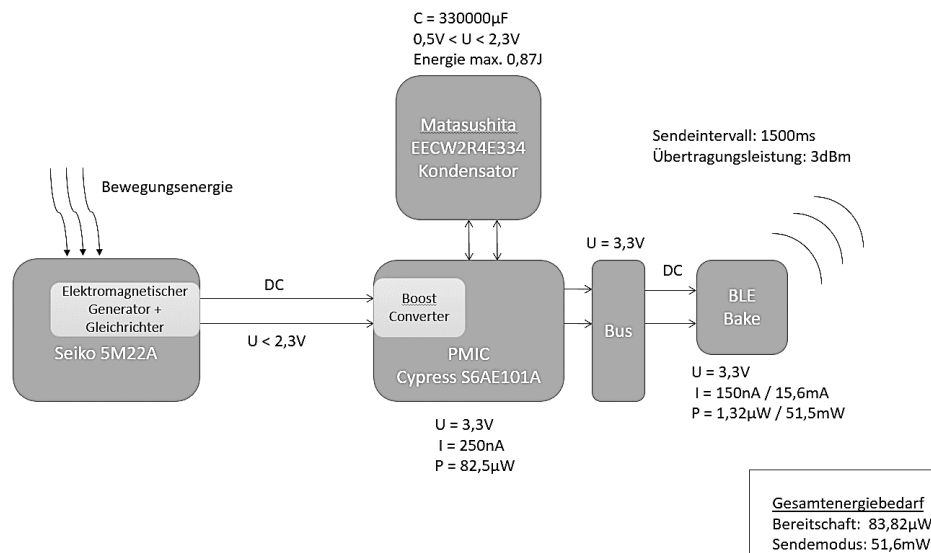 C = 330000µF
0,5V < U < 2,3V
Energie max. 0,87J
Matasushita
EECW2R4E334
Kondensator
Sendeintervall: 1500ms
Übertragungsleistung: 3dBm
Bewegungsenergie
Elektromagnetischer
Generator +
Gleichrichter
Seiko 5M22A
DC
U < 2,3V
Boost
Converter
PMIC
Cypress S6AE101A
U = 3,3V
I = 250nA
P = 82,5µW
U = 3,3V
Bus
DC
BLE
Bake
U = 3,3V
I = 150nA / 15,6mA
P = 1,32µW / 51,5mW
Gesamtenergiebedarf
Bereitschaft: 83,82µW
Sendemodus: 51,6mW